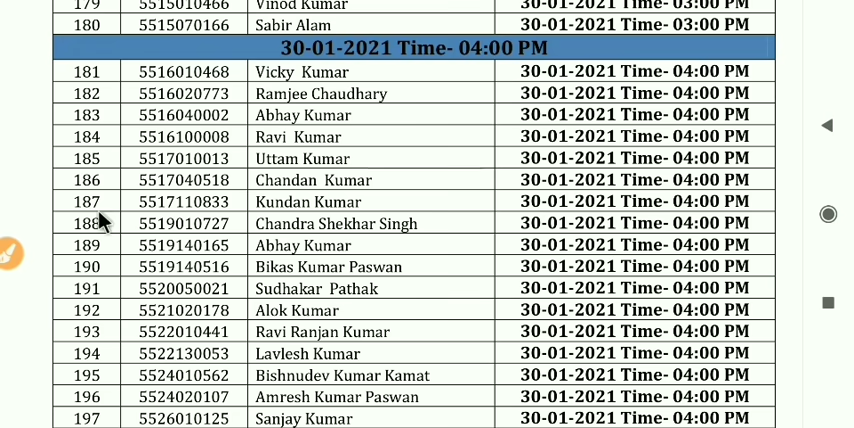 179 5515010466 Vinod Kumar 30-01-2021 Time- 03:00 PM
180 5515070166 Sabir Alam 30-01-2021 Time- 03:00 PM
30-01-2021 Time- 04:00 PM
181 5516010468 Vicky Kumar 30-01-2021 Time- 04:00 PM
182 5516020773 Ramjee Chaudhary 30-01-2021 Time- 04:00 PM
183 5516040002 Abhay Kumar 30-01-2021 Time- 04:00 PM
184 5516100008 Ravi Kumar 30-01-2021 Time- 04:00 PM
185 5517010013 Uttam Kumar 30-01-2021 Time- 04:00 PM
186 5517040518 Chandan Kumar 30-01-2021 Time- 04:00 PM
187 5517110833 Kundan Kumar 30-01-2021 Time- 04:00 PM
188 5519010727 Chandra Shekhar Singh 30-01-2021 Time- 04:00 PM
189 5519140165 Abhay Kumar 30-01-2021 Time- 04:00 PM
190 5519140516 Bikas Kumar Paswan 30-01-2021 Time- 04:00 PM
191 5520050021 Sudhakar Pathak 30-01-2021 Time- 04:00 PM
192 5521020178 Alok Kumar 30-01-2021 Time- 04:00 PM
193 5522010441 Ravi Ranjan Kumar 30-01-2021 Time- 04:00 PM
194 5522130053 Lavlesh Kumar 30-01-2021 Time- 04:00 PM
195 5524010562 Bishnudev Kumar Kamat 30-01-2021 Time- 04:00 PM
196 5524020107 Amresh Kumar Paswan 30-01-2021 Time- 04:00 PM
197 5526010125 Sanjay Kumar 30-01-2021 Time- 04:00 PM